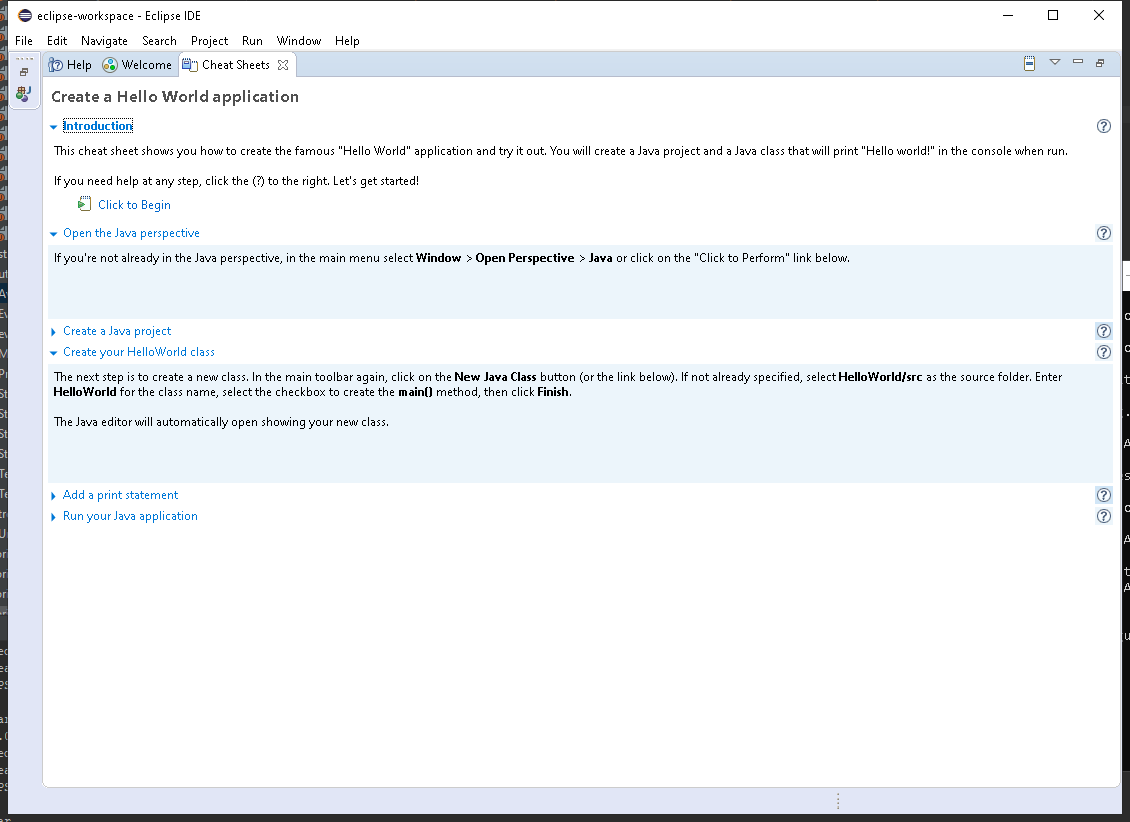 eclipse-workspace - Eclipse IDE
File Edit Navigate Search Project Run Window Help
Help Welcome Cheat Sheets
Create a Hello World application
Introduction
This cheat sheet shows you how to create the famous "Hello World" application and try it out. You will create a Java project and a Java class that will print "Hello world!" in the console when run.
If you need help at any step, click the (?) to the right. Let's get started!
Click to Begin
Open the Java perspective
If you're not already in the Java perspective, in the main menu select Window > Open Perspective > Java or click on the "Click to Perform" link below.
Create a Java project
Create your HelloWorld class
The next step is to create a new class. In the main toolbar again, click on the New Java Class button (or the link below). If not already specified, select HelloWorld/src as the source folder. Enter
HelloWorld for the class name, select the checkbox to create the main() method, then click Finish.
The Java editor will automatically open showing your new class.
Add a print statement
Run your Java application